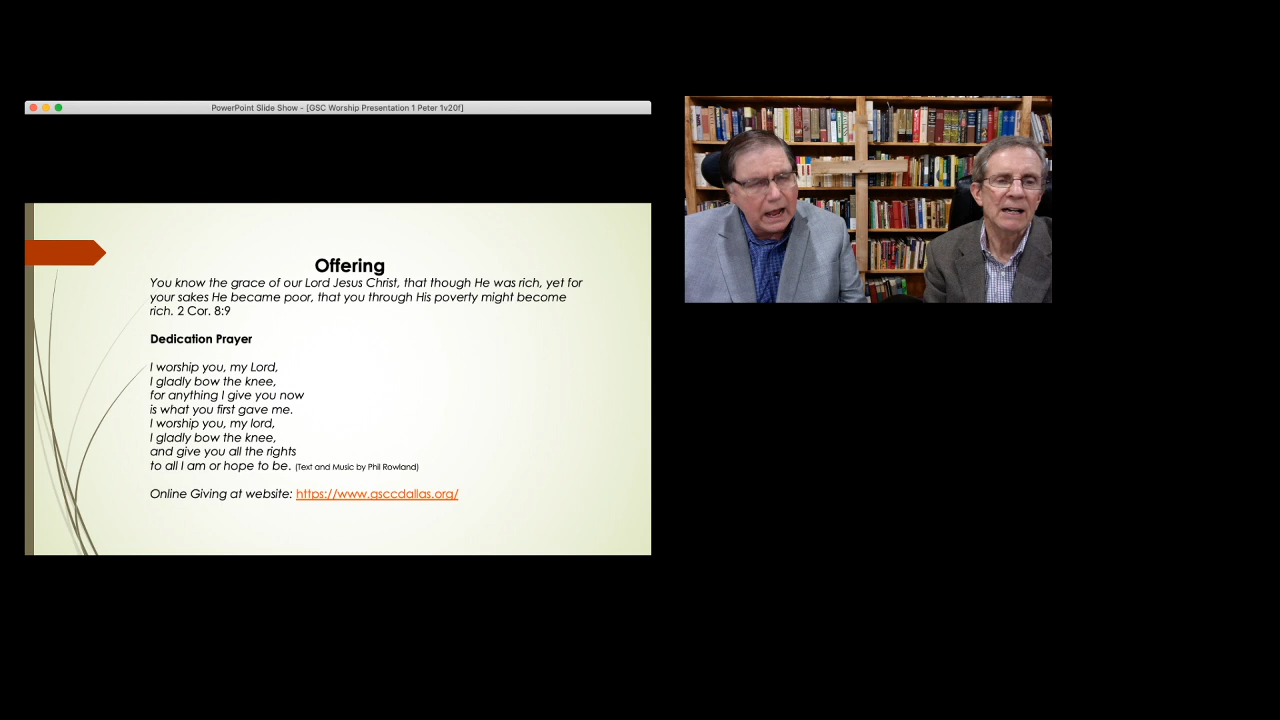 PowerPoint Slide Show - [GSC Worship Presentation 1 Peter 1v20f]
Offering
You know the grace of our Lord Jesus Christ, that though He was rich, yet for
your sakes He became poor, that you through His poverty might become
rich. 2 Cor. 8:9
Dedication Prayer
I worship you, my Lord,
I gladly bow the knee,
for anything I give you now
is what you first gave me.
I worship you, my lord,
I gladly bow the knee,
and give you all the rights
to all I am or hope to be. (Text and Music by Phil Rowland)
Online Giving at website: https://www.gsccdallas.org/